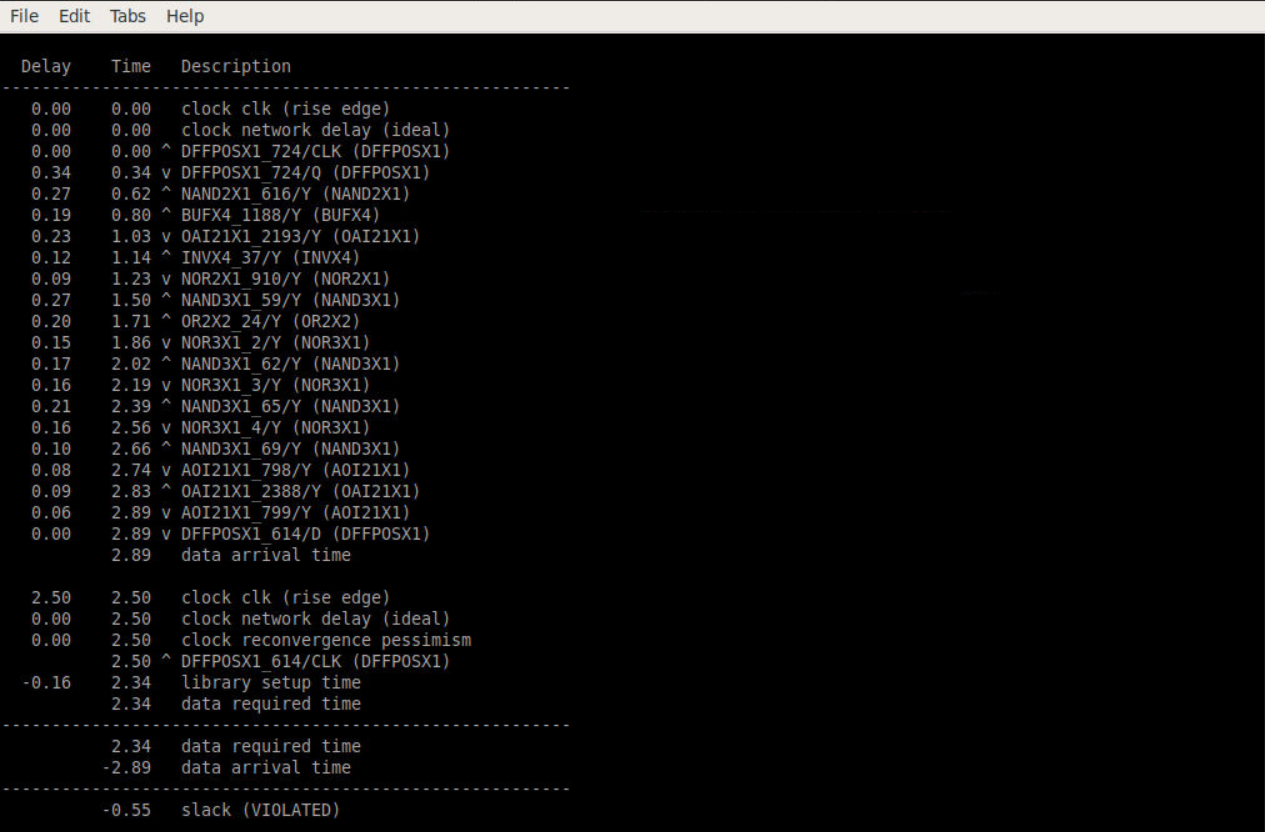 File Edit Tabs Help
Delay Time Description
---------------------------------------------------------
0.00 0.00 clock clk (rise edge)
0.00 0.00 clock network delay (ideal)
0.00 0.00 ^ DFFPOSX1_724/CLK (DFFPOSX1)
0.34 0.34 v DFFPOSX1_724/Q (DFFPOSX1)
0.27 0.62 ^ NAND2X1_616/Y (NAND2X1)
0.19 0.80 ^ BUFX4_1188/Y (BUFX4)
0.23 1.03 v OAI21X1_2193/Y (OAI21X1)
0.12 1.14 ^ INVX4_37/Y (INVX4)
0.09 1.23 v NOR2X1_910/Y (NOR2X1)
0.27 1.50 ^ NAND3X1_59/Y (NAND3X1)
0.20 1.71 ^ OR2X2_24/Y (OR2X2)
0.15 1.86 v NOR3X1_2/Y (NOR3X1)
0.17 2.02 ^ NAND3X1_62/Y (NAND3X1)
0.16 2.19 v NOR3X1_3/Y (NOR3X1)
0.21 2.39 ^ NAND3X1_65/Y (NAND3X1)
0.16 2.56 v NOR3X1_4/Y (NOR3X1)
0.10 2.66 ^ NAND3X1_69/Y (NAND3X1)
0.08 2.74 v AOI21X1_798/Y (AOI21X1)
0.09 2.83 ^ OAI21X1_2388/Y (OAI21X1)
0.06 2.89 v AOI21X1_799/Y (AOI21X1)
0.00 2.89 v DFFPOSX1_614/D (DFFPOSX1)
2.89 data arrival time
2.50 2.50 clock clk (rise edge)
0.00 2.50 clock network delay (ideal)
0.00 2.50 clock reconvergence pessimism
2.50 ^ DFFPOSX1_614/CLK (DFFPOSX1)
-0.16 2.34 library setup time
2.34 data required time
---------------------------------------------------------
2.34 data required time
-2.89 data arrival time
---------------------------------------------------------
-0.55 slack (VIOLATED)